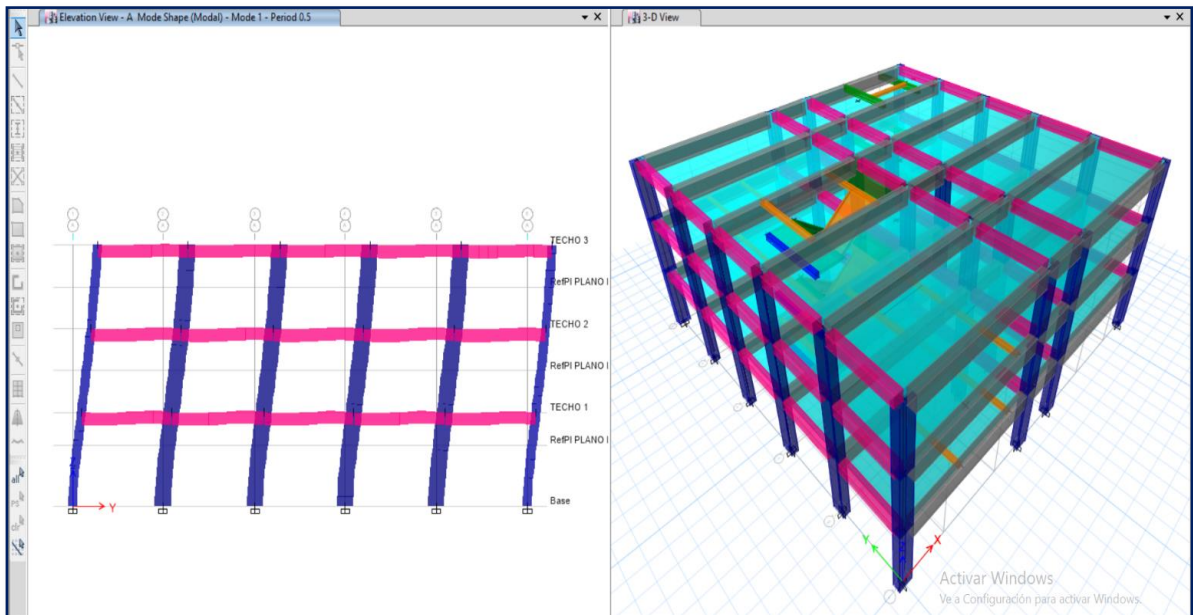 Elevation View - A Mode Shape (Modal) - Mode 1 - Period 0.5
3-D View
TECHO 3
RefPl PLANO
TECHO 2
RefPl PLANO
TECHO 1
RefPl PLANO
Base
Y
all
Y
X
Activar Windows
Ve a Configuración para activar Windows.